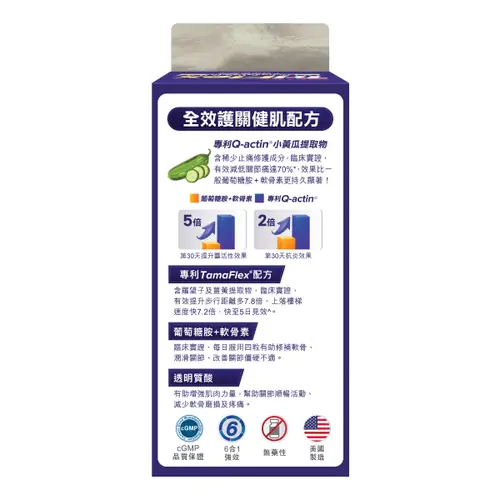 全效護關健肌配方
專利Q-actin®小黃瓜提取物
含稀少止痛修護成分，臨床實證，
有效減低關節痛達70%*，效果比一
般葡萄糖胺+軟骨素更持久顯著！
葡萄糖胺+軟骨素 專利Q-actin®
5倍 2倍
第30天提升靈活性效果 第30天抗炎效果
專利TamaFlex®配方
含羅望子及薑黃提取物，臨床實證，
有效提升步行距離多7.8倍，上落樓梯
速度快7.2倍，快至5日見效^。
葡萄糖胺+軟骨素
臨床實證，每日服用四粒有助修補軟骨、
潤滑關節、改善關節僵硬不適。
透明質酸
有助增強肌肉力量，幫助關節順暢活動、
減少軟骨磨損及疼痛。
cGMP 6
cGMP 6合1 無藥性 美國
品質保證 強效 製造